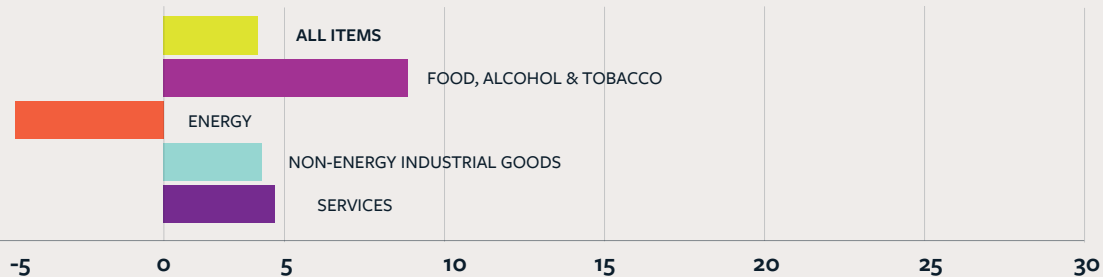 ALL ITEMS
FOOD, ALCOHOL & TOBACCO
ENERGY
NON-ENERGY INDUSTRIAL GOODS
SERVICES
-5 0 5 10 15 20 25 30